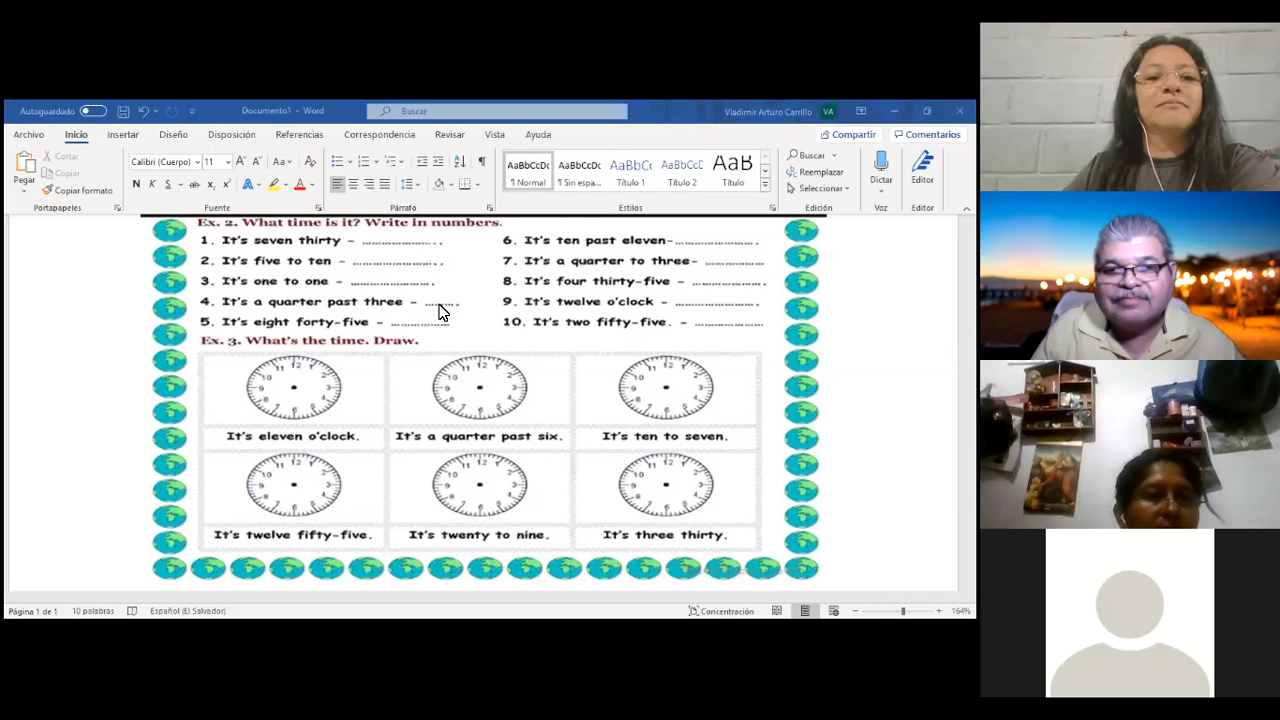 Autoguardado
Documento1 - Word
Buscar
Vladimir Arturo Carrillo
VA
Archivo Inicio Insertar Diseño Disposición Referencias Correspondencia Revisar Vista Ayuda
Compartir Comentarios
Pegar
Cortar
Copiar
Copiar formato
Portapapeles
Calibri (Cuerpo) 11
Fuente
Párrafo
AaBbCcDc AaBbCcDc AaBbCc AaBbCcC AaB
¶ Normal ¶ Sin espa... Título 1 Título 2 Título
Estilos
Buscar
Reemplazar
Seleccionar
Edición
Dictar
Voz
Editor
Editor
Ex. 2. What time is it? Write in numbers.
1. It's seven thirty - ....................
2. It's five to ten - ....................
3. It's one to one - ....................
4. It's a quarter past three - ........
5. It's eight forty-five - ..............
6. It's ten past eleven-....................
7. It's a quarter to three- ..............
8. It's four thirty-five - ..................
9. It's twelve o'clock - ....................
10. It's two fifty-five. - .................
Ex. 3. What's the time. Draw.
It's eleven o'clock.
It's a quarter past six.
It's ten to seven.
It's twelve fifty-five.
It's twenty to nine.
It's three thirty.
Página 1 de 1 10 palabras Español (El Salvador) Concentración 164%